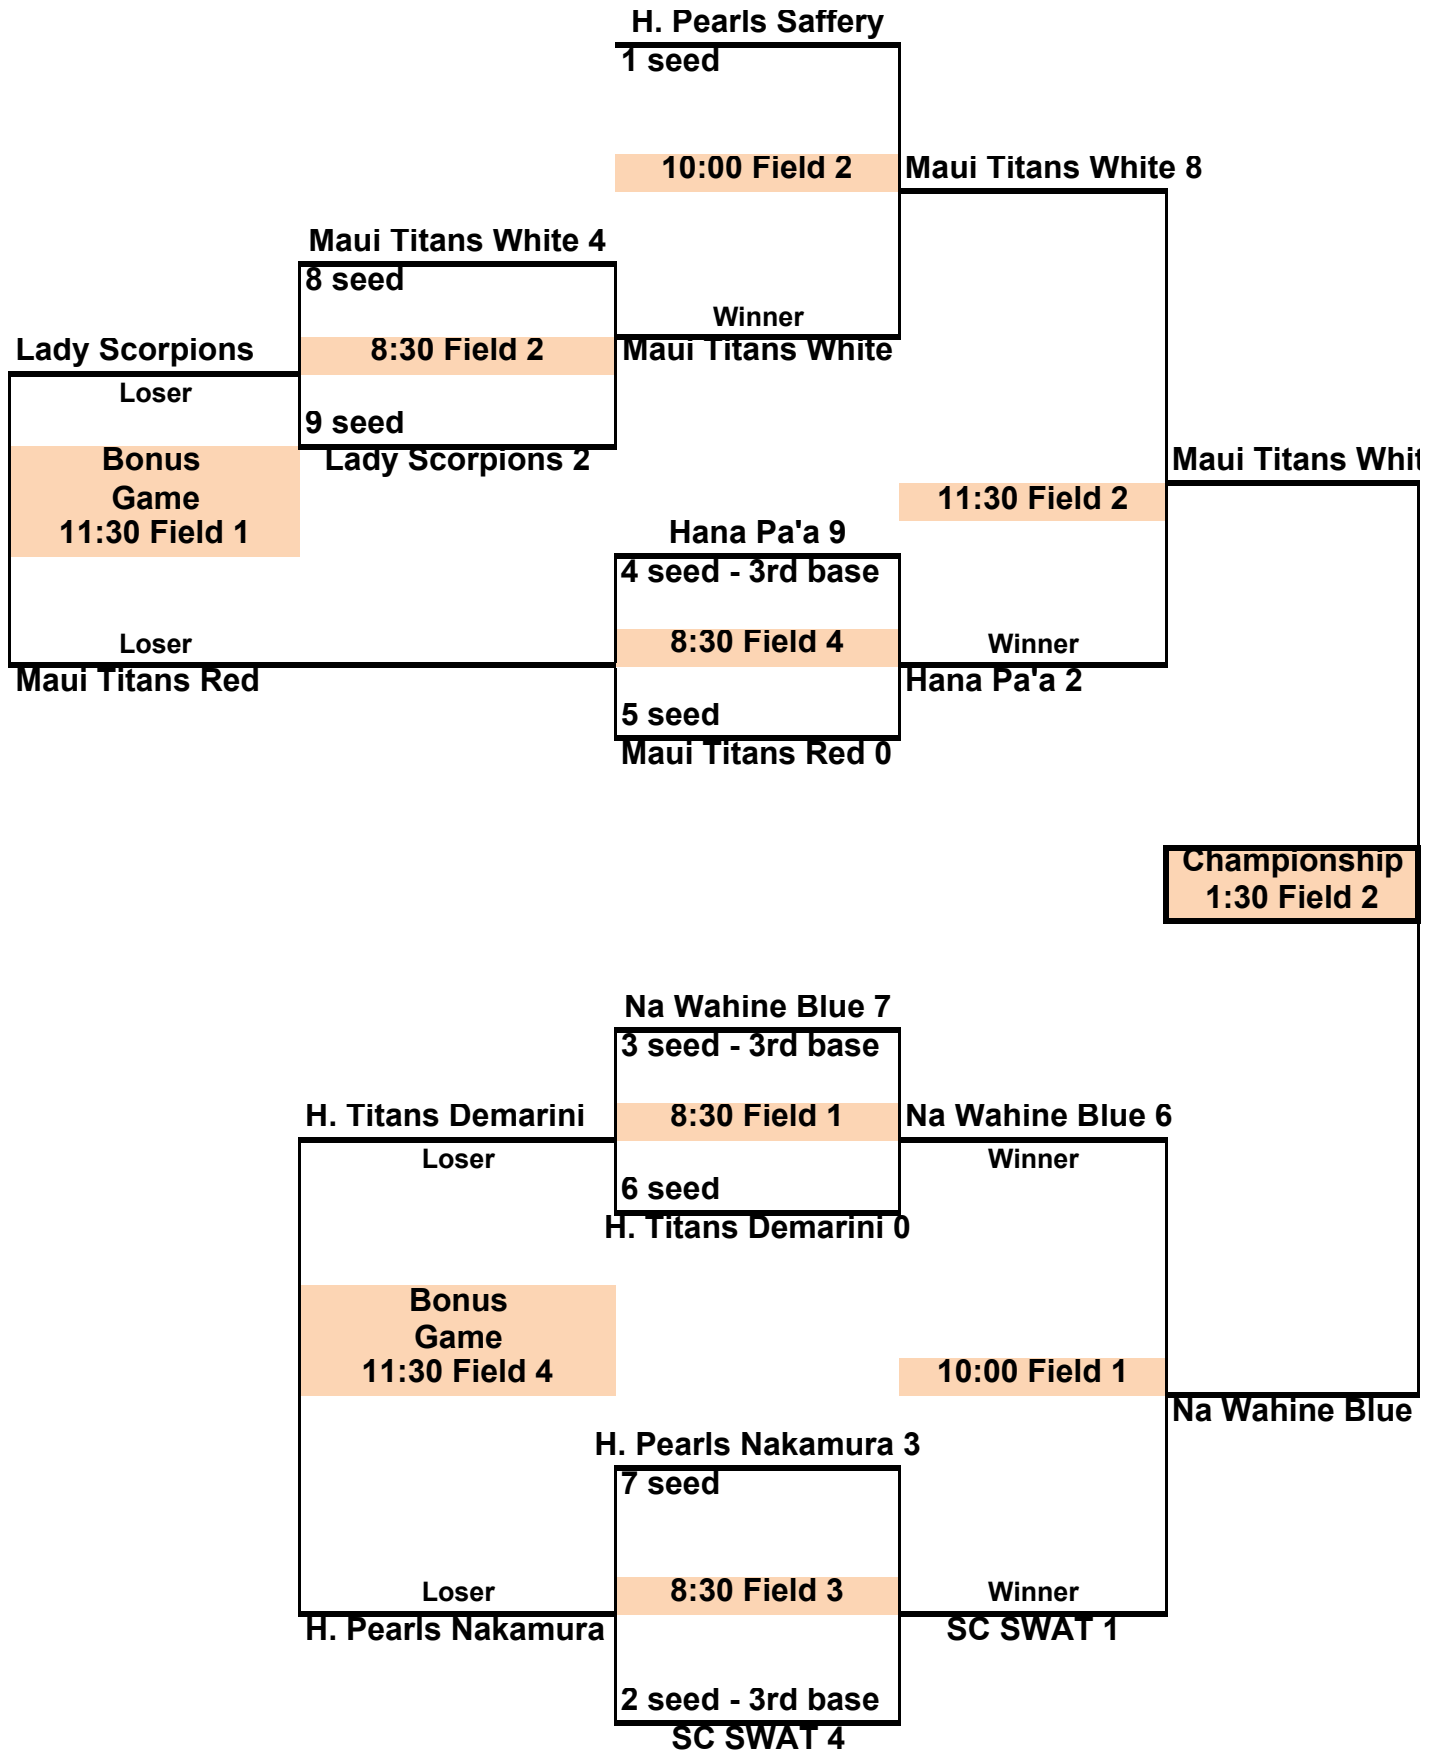 H. Pearls Saffery
1 seed
10:00 Field 2
Maui Titans White 8
Maui Titans White 4
8 seed
Winner
Lady Scorpions
8:30 Field 2
Maui Titans White
Loser
9 seed
Bonus
Lady Scorpions 2
Maui Titans Whit
Game
11:30 Field 2
11:30 Field 1
Hana Pa'a 9
4 seed - 3rd base
Loser
8:30 Field 4
Winner
Maui Titans Red
Hana Pa'a 2
5 seed
Maui Titans Red 0
Championship
1:30 Field 2
Na Wahine Blue 7
3 seed - 3rd base
H. Titans Demarini
8:30 Field 1
Na Wahine Blue 6
Loser
Winner
6 seed
H. Titans Demarini 0
Bonus
Game
11:30 Field 4
10:00 Field 1
Na Wahine Blue
H. Pearls Nakamura 3
7 seed
Loser
8:30 Field 3
Winner
H. Pearls Nakamura
SC SWAT 1
2 seed - 3rd base
SC SWAT 4